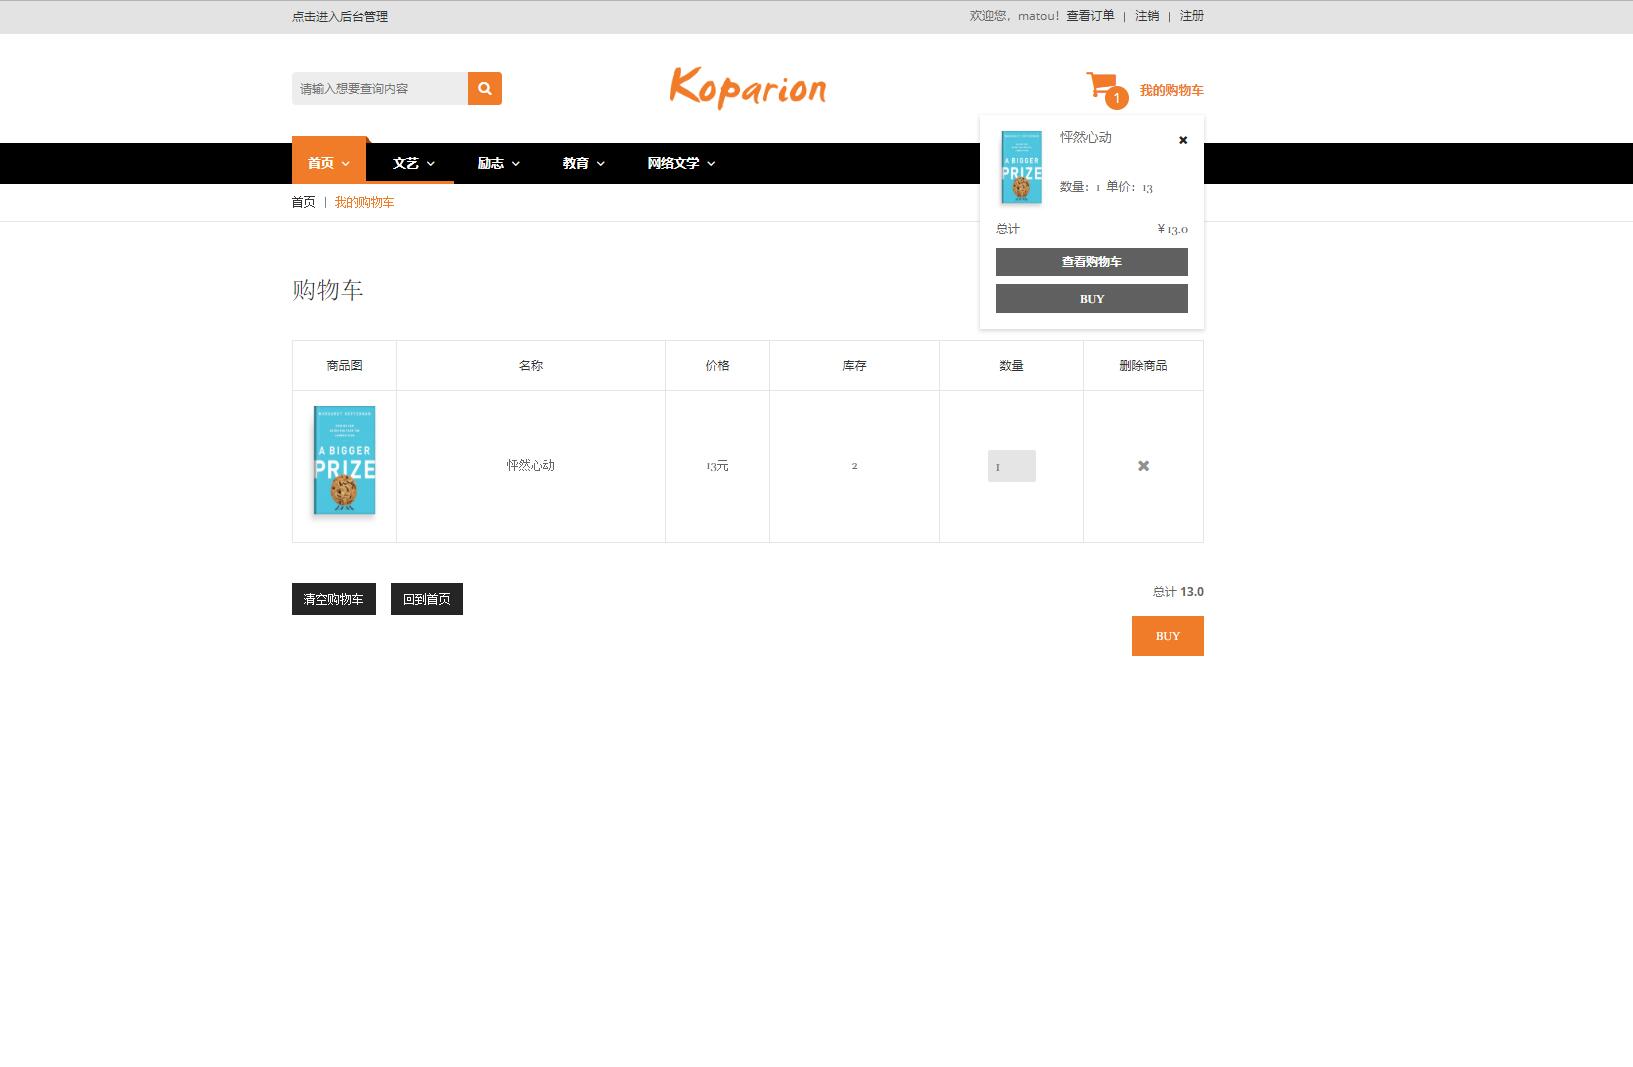 点击进入后台管理
欢迎您，matou！ 查看订单 | 注销 | 注册
请输入想要查询内容
Koparion
1
我的购物车
首页 文艺 励志 教育 网络文学
首页 | 我的购物车
怦然心动
A BIGGER
PRIZE
数量：1 单价：13
总计 ￥13.0
查看购物车
BUY
购物车
商品图 名称 价格 库存 数量 删除商品
MARGARET HEFFERNAN
A BIGGER
PRIZE
怦然心动 13元 2 1
清空购物车 回到首页
总计 13.0
BUY